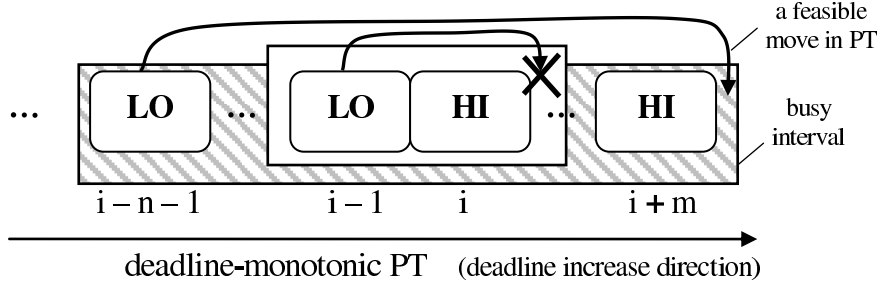 a feasible
move in PT
... LO ... LO HI ... HI
busy
interval
i – n – 1 i – 1 i i + m
deadline-monotonic PT (deadline increase direction)